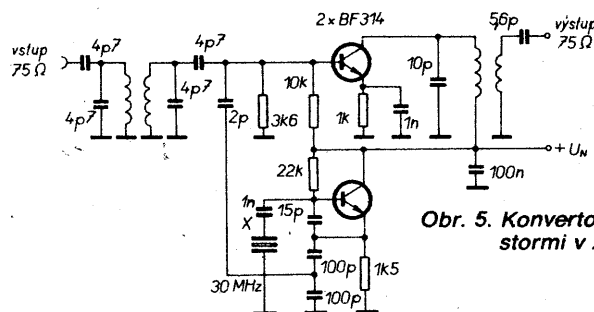 2 x BF314
vstup
75 Ω
4p7
4p7
4p7
4p7
56p
výstup
75 Ω
10p
10k
2p
3k6
1k
1n
+ U_N
100n
22k
1n
15p
X
30 MHz
100p
100p
1k5
Obr. 5. Konverto
stormi v